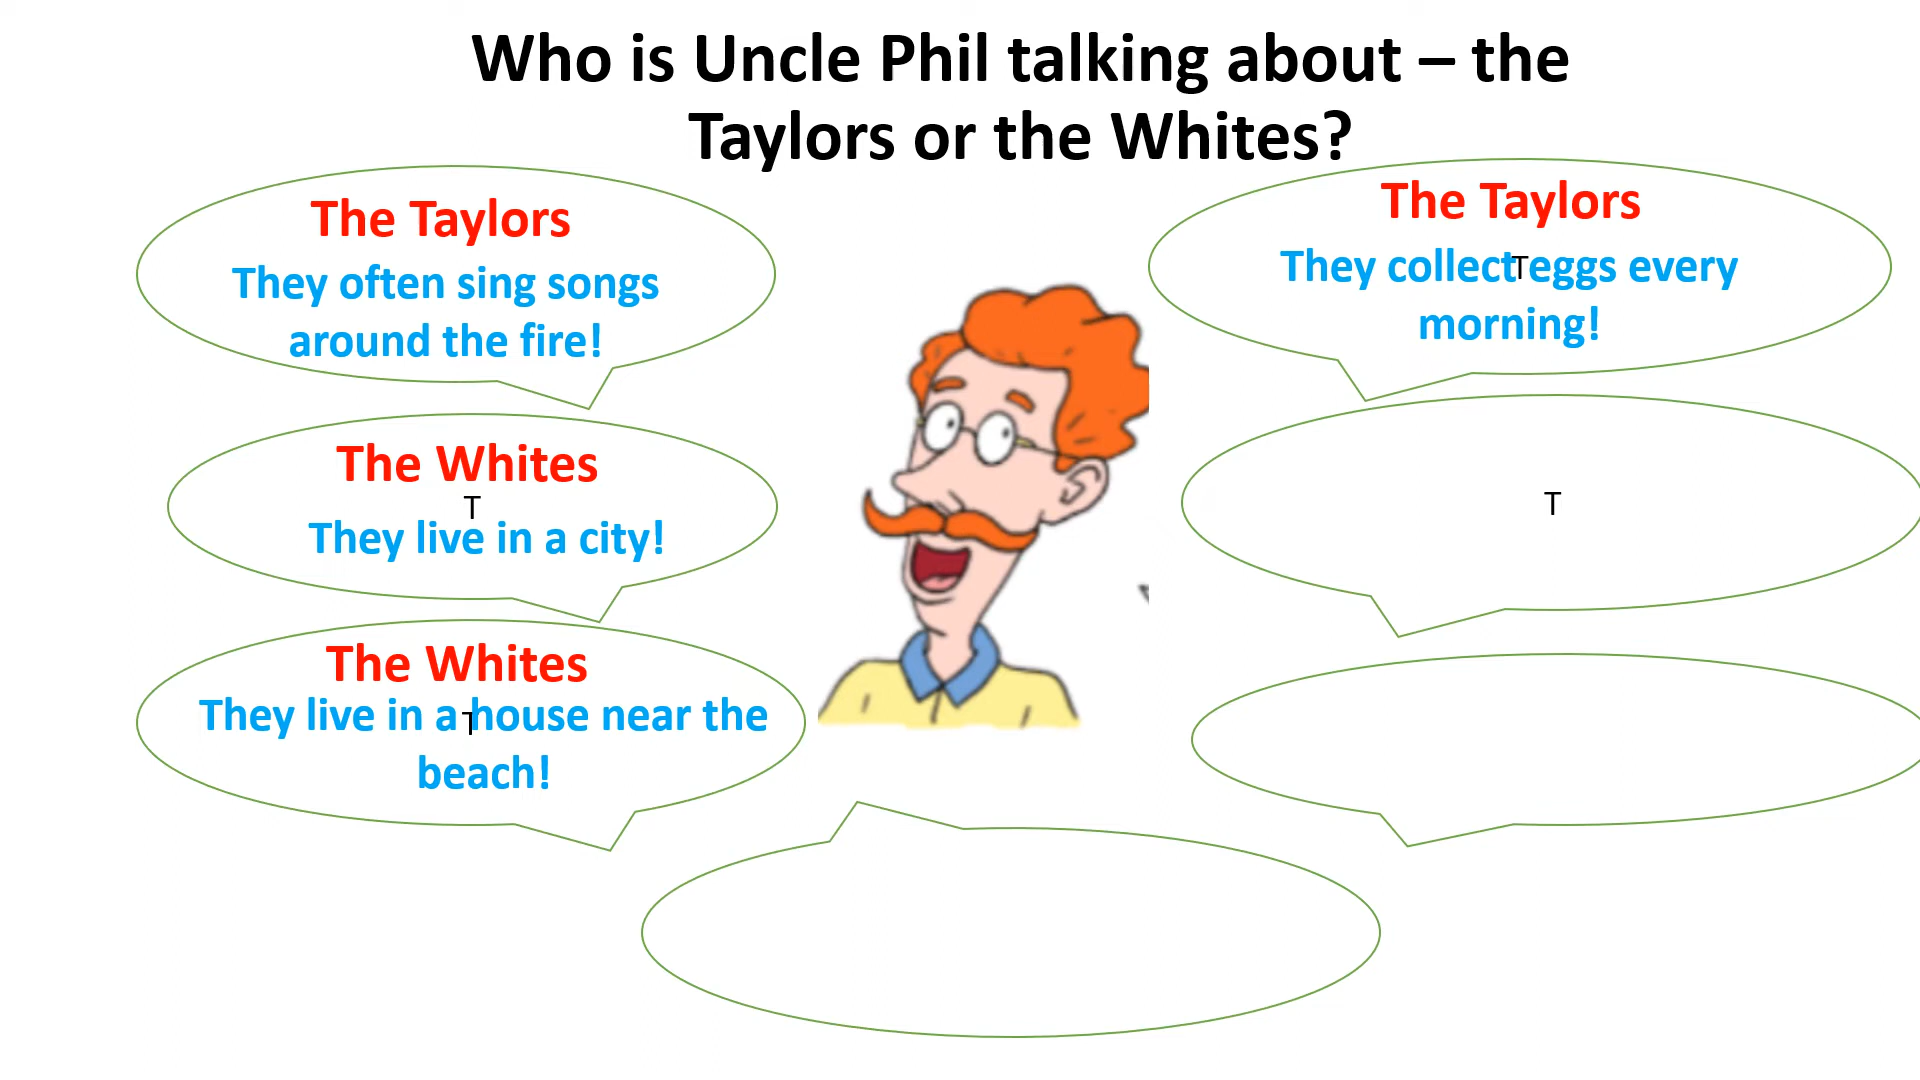 Who is Uncle Phil talking about – the
Taylors or the Whites?
The Taylors
They often sing songs
around the fire!
The Whites
T
They live in a city!
The Whites
They live in a house near the
T
beach!
The Taylors
They collect eggs every
T
morning!
T